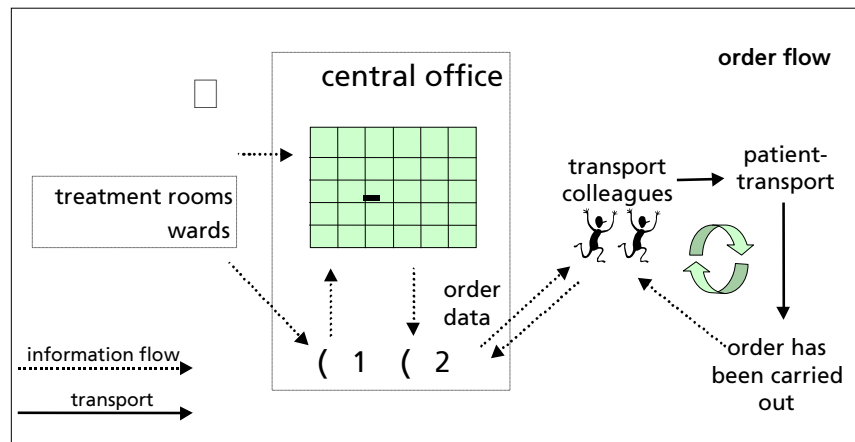 central office
order flow
treatment rooms
wards
transport
colleagues
patient-
transport
order
data
( 1 ( 2
order has
been carried
out
information flow
transport